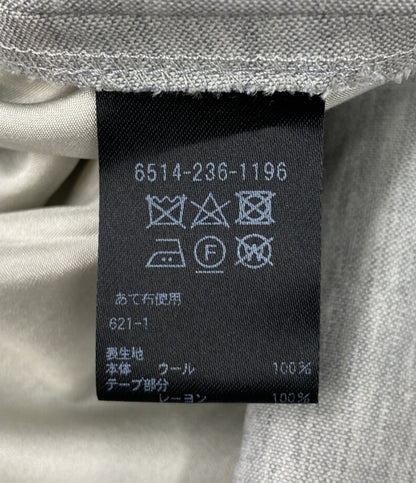 6514-236-1196
F W
あて布使用
621-1
表生地
本体 ウール 100%
テープ部分
レーヨン 100%